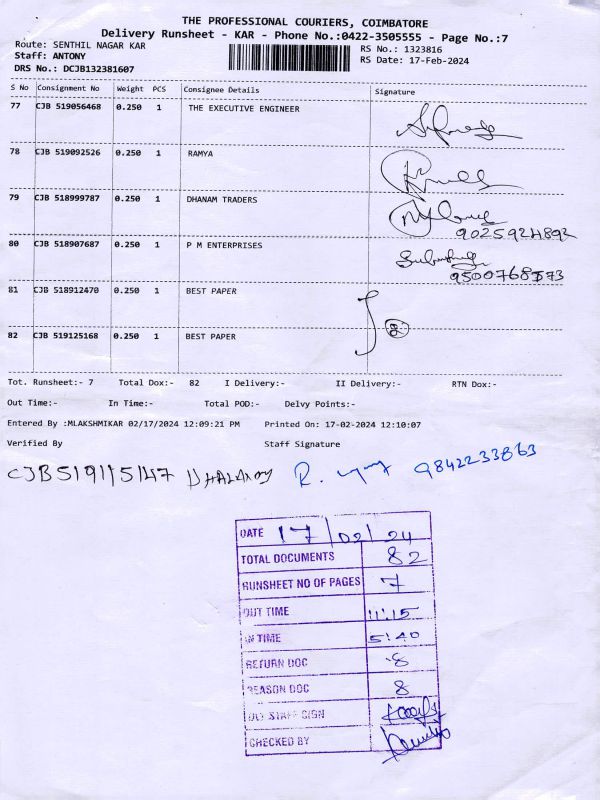 THE PROFESSIONAL COURIERS, COIMBATORE
Delivery Runsheet - KAR - Phone No.:0422-3505555 - Page No.:7
Route: SENTHIL NAGAR KAR
RS No.: 1323816
Staff: ANTONY
RS Date: 17-Feb-2024
DRS No.: DCJB132381607
S No Consignment No Weight PCS Consignee Details Signature
77 CJB 519056468 0.250 1 THE EXECUTIVE ENGINEER
78 CJB 519092526 0.250 1 RAMYA
79 CJB 518999787 0.250 1 DHANAM TRADERS
9025924892
80 CJB 518907687 0.250 1 P M ENTERPRISES
9500768573
81 CJB 518912470 0.250 1 BEST PAPER
82 CJB 519125168 0.250 1 BEST PAPER
Tot. Runsheet:- 7 Total Dox:- 82 I Delivery:- II Delivery:- RTN Dox:-
Out Time:- In Time:- Total POD:- Delvy Points:-
Entered By :MLAKSHMIKAR 02/17/2024 12:09:21 PM Printed On: 17-02-2024 12:10:07
Verified By Staff Signature
CJB519115147 R. 9842233863
DATE 17/02/24
TOTAL DOCUMENTS 82
RUNSHEET NO OF PAGES 7
OUT TIME 11:15
IN TIME 5:40
RETURN DOC 8
REASON DOC 8
DLY STAFF SIGN
CHECKED BY